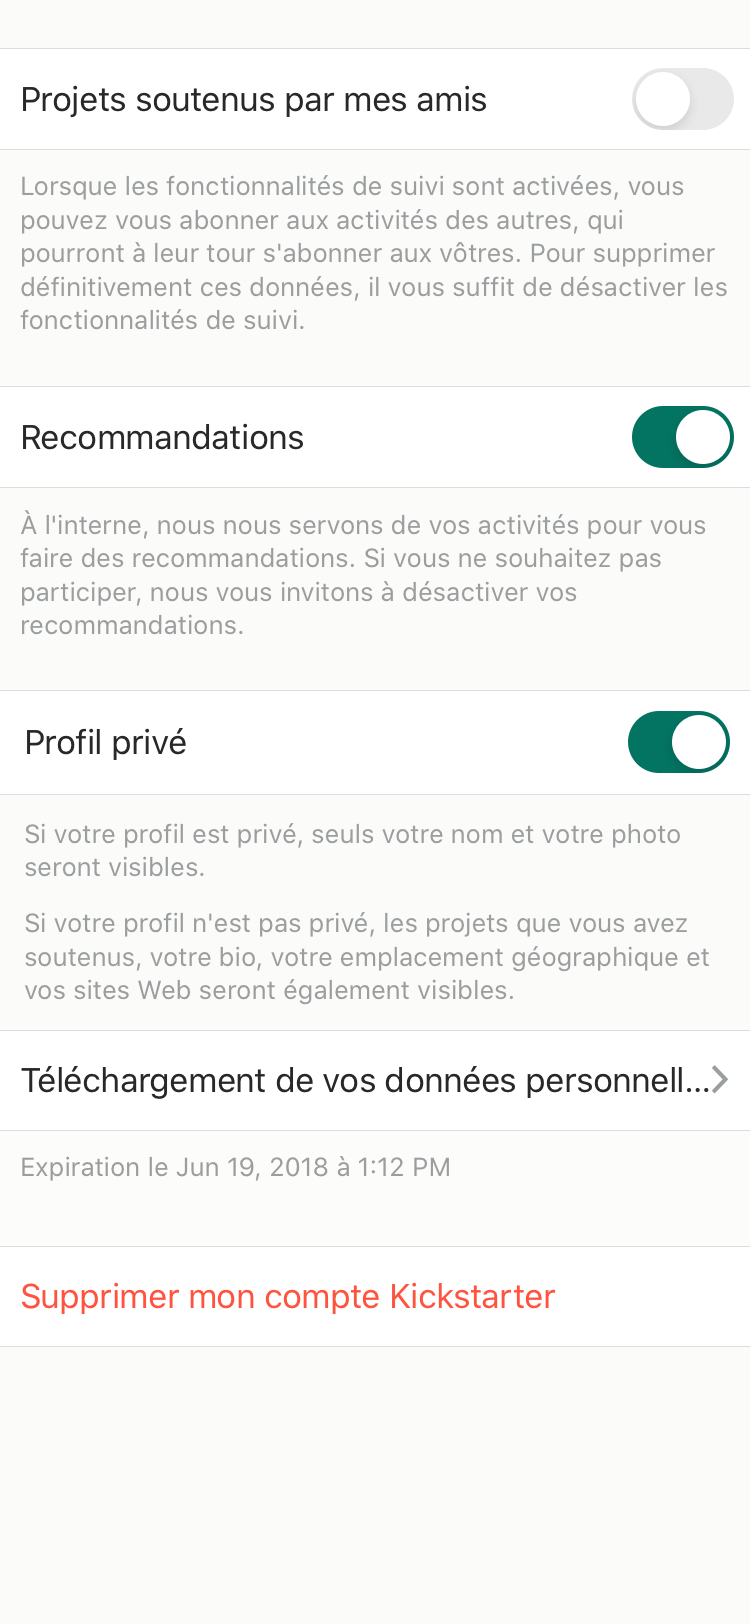 Projets soutenus par mes amis
Lorsque les fonctionnalités de suivi sont activées, vous
pouvez vous abonner aux activités des autres, qui
pourront à leur tour s'abonner aux vôtres. Pour supprimer
définitivement ces données, il vous suffit de désactiver les
fonctionnalités de suivi.
Recommandations
À l'interne, nous nous servons de vos activités pour vous
faire des recommandations. Si vous ne souhaitez pas
participer, nous vous invitons à désactiver vos
recommandations.
Profil privé
Si votre profil est privé, seuls votre nom et votre photo
seront visibles.
Si votre profil n'est pas privé, les projets que vous avez
soutenus, votre bio, votre emplacement géographique et
vos sites Web seront également visibles.
Téléchargement de vos données personnell...
Expiration le Jun 19, 2018 à 1:12 PM
Supprimer mon compte Kickstarter